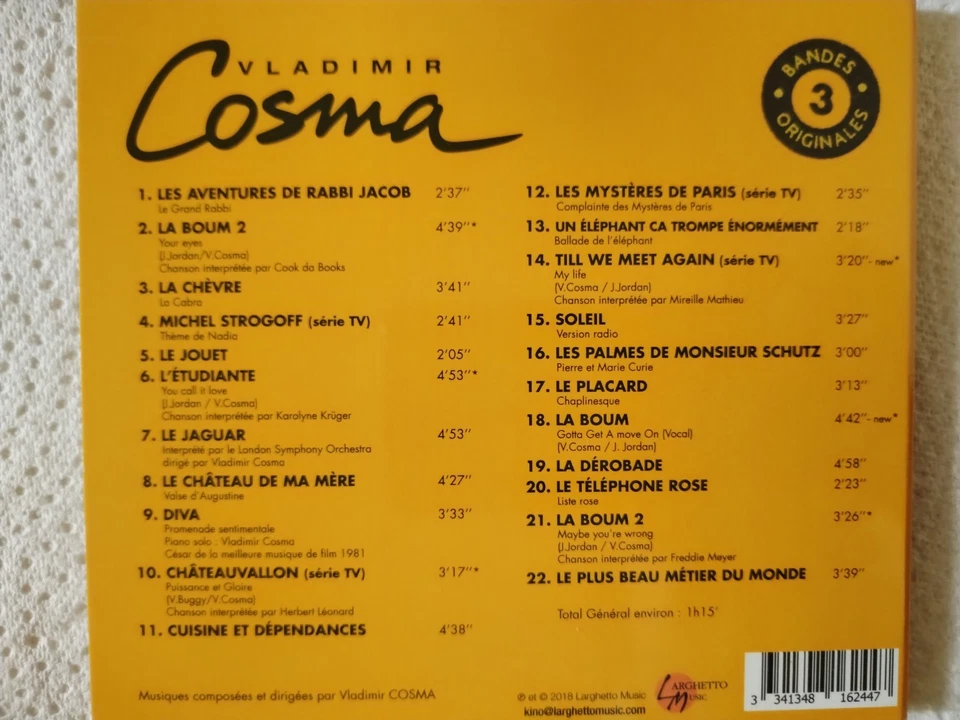 VLADIMIR
Cosma
BANDES
3
ORIGINALES
1. LES AVENTURES DE RABBI JACOB 2'37''
Le Grand Rabbi
2. LA BOUM 2 4'39''*
Your eyes
(J.Jordan/V.Cosma)
Chanson interprétée par Cook da Books
3. LA CHÈVRE 3'41''
La Cabra
4. MICHEL STROGOFF (série TV) 2'41''
Thème de Nadia
5. LE JOUET 2'05''
6. L'ÉTUDIANTE 4'53''*
You call it love
(J.Jordan / V.Cosma)
Chanson interprétée par Karolyne Krüger
7. LE JAGUAR 4'53''
Interprété par le London Symphony Orchestra
dirigé par Vladimir Cosma
8. LE CHÂTEAU DE MA MÈRE 4'27''
Valse d'Augustine
9. DIVA 3'33''
Promenade sentimentale
Piano solo : Vladimir Cosma
César de la meilleure musique de film 1981
10. CHÂTEAUVALLON (série TV) 3'17''*
Puissance et Gloire
(V.Buggy/V.Cosma)
Chanson interprétée par Herbert Léonard
11. CUISINE ET DÉPENDANCES 4'38''
12. LES MYSTÈRES DE PARIS (série TV) 2'35''
Complainte des Mystères de Paris
13. UN ÉLÉPHANT CA TROMPE ÉNORMÉMENT 2'18''
Ballade de l'éléphant
14. TILL WE MEET AGAIN (série TV) 3'20''- new*
My life
(V.Cosma / J.Jordan)
Chanson interprétée par Mireille Mathieu
15. SOLEIL 3'27''
Version radio
16. LES PALMES DE MONSIEUR SCHUTZ 3'00''
Pierre et Marie Curie
17. LE PLACARD 3'13''
Chaplinesque
18. LA BOUM 4'42''- new*
Gotta Get A move On (Vocal)
(V.Cosma / J. Jordan)
19. LA DÉROBADE 4'58''
20. LE TÉLÉPHONE ROSE 2'23''
Liste rose
21. LA BOUM 2 3'26''*
Maybe you're wrong
(J.Jordan / V.Cosma)
Chanson interprétée par Freddie Meyer
22. LE PLUS BEAU MÉTIER DU MONDE 3'39''
Total Général environ : 1h15'
Musiques composées et dirigées par Vladimir COSMA
℗ et © 2018 Larghetto Music
kino@larghettomusic.com
LARGHETTO
MUSIC
3 341348 162447